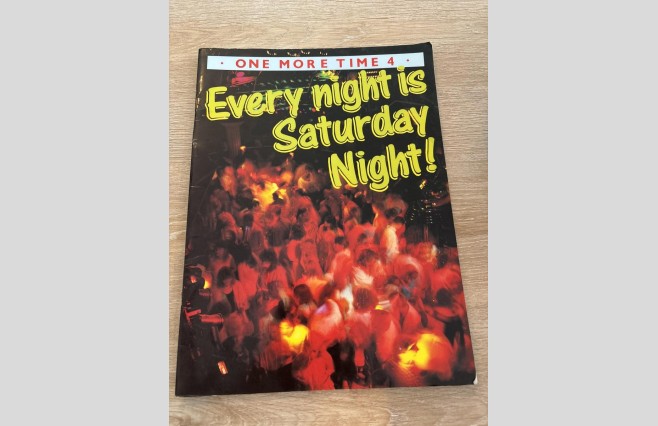 · ONE MORE TIME 4 ·
Every night is
Saturday
Night!